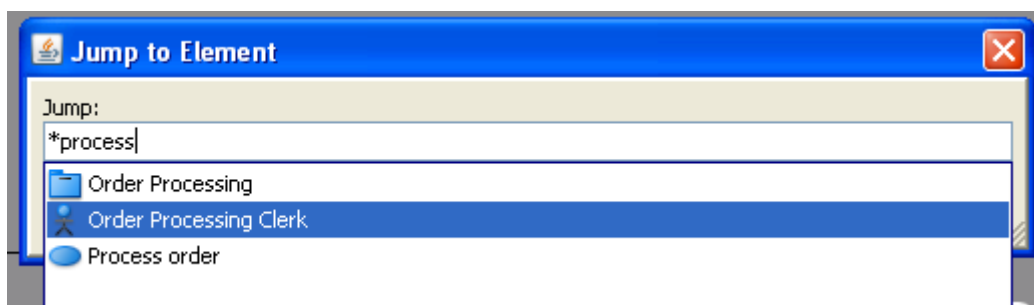 Jump to Element
Jump:
*process
Order Processing
Order Processing Clerk
Process order